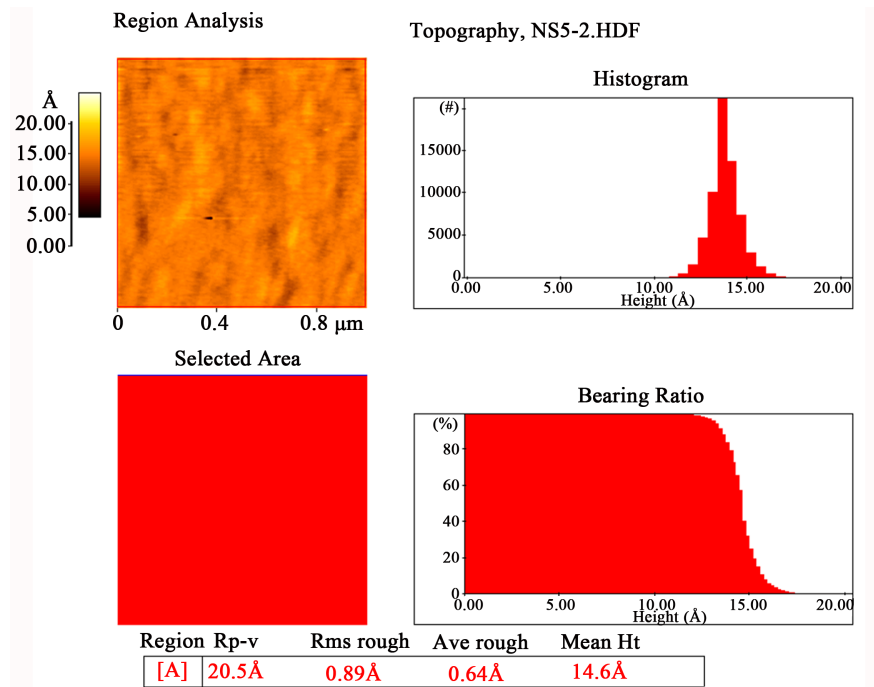 Region Analysis
Topography, NS5-2.HDF
Å
20.00
15.00
10.00
5.00
0.00
0 0.4 0.8 μm
Histogram
(#)
15000
10000
5000
0
0.00 5.00 10.00 15.00 20.00
Height (Å)
Selected Area
Bearing Ratio
(%)
80
60
40
20
0
0.00 5.00 10.00 15.00 20.00
Height (Å)
Region Rp-v Rms rough Ave rough Mean Ht
[A] 20.5Å 0.89Å 0.64Å 14.6Å